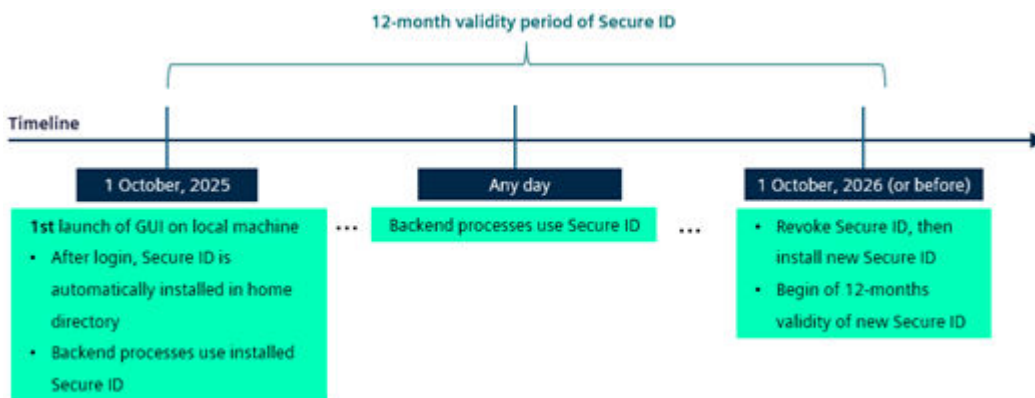 12-month validity period of Secure ID
Timeline
1 October, 2025
Any day
1 October, 2026 (or before)
1st launch of GUI on local machine
• After login, Secure ID is
automatically installed in home
directory
• Backend processes use installed
Secure ID
...
Backend processes use Secure ID
...
• Revoke Secure ID, then
install new Secure ID
• Begin of 12-months
validity of new Secure ID